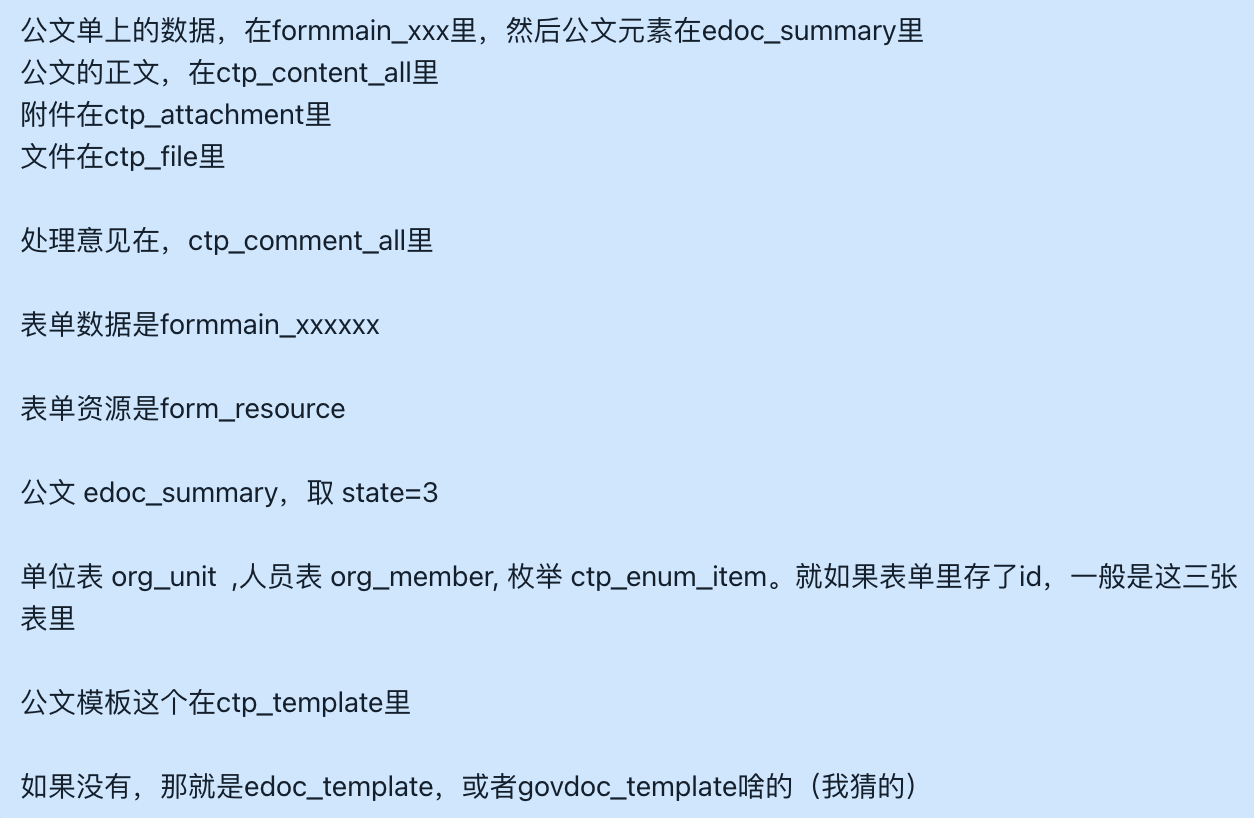 公文单上的数据，在formmain_xxx里，然后公文元素在edoc_summary里
公文的正文，在ctp_content_all里
附件在ctp_attachment里
文件在ctp_file里
处理意见在，ctp_comment_all里
表单数据是formmain_xxxxxx
表单资源是form_resource
公文 edoc_summary，取 state=3
单位表 org_unit  ,人员表 org_member, 枚举 ctp_enum_item。就如果表单里存了id，一般是这三张
表里
公文模板这个在ctp_template里
如果没有，那就是edoc_template，或者govdoc_template啥的（我猜的）